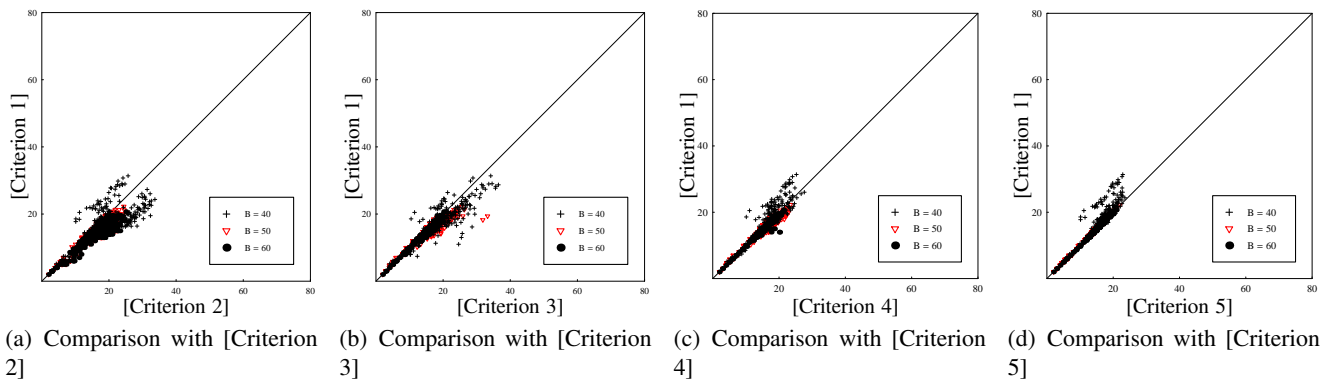 80
60
40
20
[Criterion 1]
B = 40
B = 50
B = 60
20 40 60 80
[Criterion 2]
(a) Comparison with [Criterion
2]
80
60
40
20
[Criterion 1]
B = 40
B = 50
B = 60
20 40 60 80
[Criterion 3]
(b) Comparison with [Criterion
3]
80
60
40
20
[Criterion 1]
B = 40
B = 50
B = 60
20 40 60 80
[Criterion 4]
(c) Comparison with [Criterion
4]
80
60
40
20
[Criterion 1]
B = 40
B = 50
B = 60
20 40 60 80
[Criterion 5]
(d) Comparison with [Criterion
5]